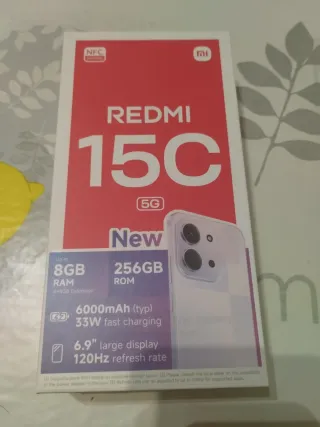 NFC
REDMI
15C
5G
New
8GB
RAM
256GB
ROM
6000mAh (typ)
33W fast charging
6.9" large display
120Hz refresh rate